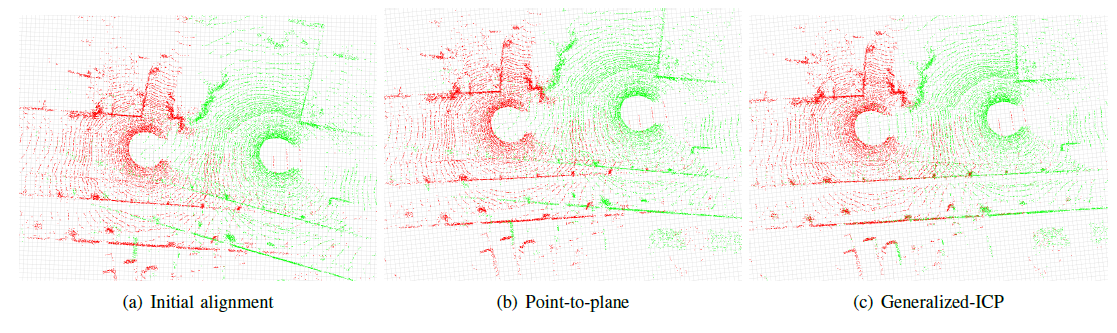 (a) Initial alignment
(b) Point-to-plane
(c) Generalized-ICP